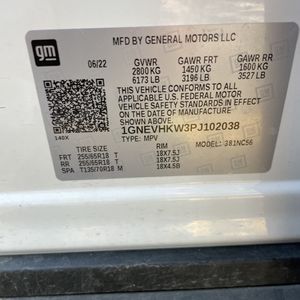 gm
MFD BY GENERAL MOTORS LLC
06/22 GVWR GAWR FRT GAWR RR
2800 KG 1450 KG 1600 KG
6173 LB 3196 LB 3527 LB
THIS VEHICLE CONFORMS TO ALL
APPLICABLE U.S. FEDERAL MOTOR
VEHICLE SAFETY STANDARDS IN EFFECT
ON THE DATE OF MANUFACTURE
SHOWN ABOVE.
1GNEVHKW3PJ102038
140X TYPE: MPV MODEL:
TIRE SIZE RIM
FRT 255/65R18 T 18X7.5J
RR 255/65R18 T 18X7.5J
SPA T135/70R18 M 18X4.5B